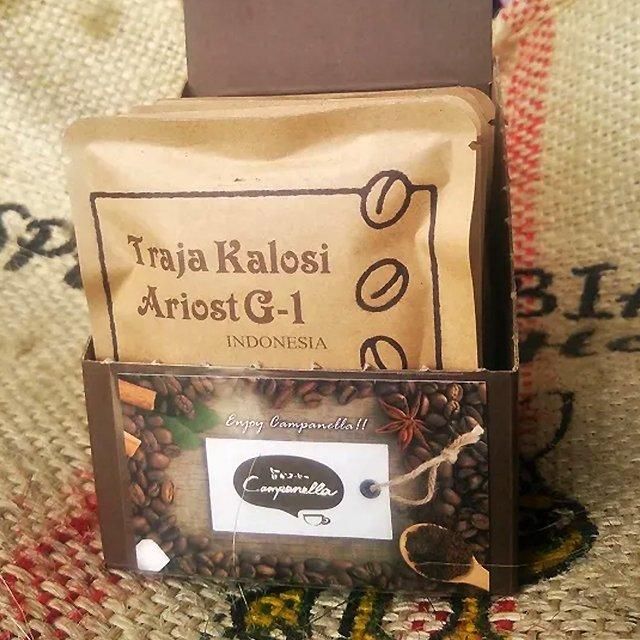 Traja Kalosi
Ariost G-1
INDONESIA
Enjoy Campanella!!
Campanella